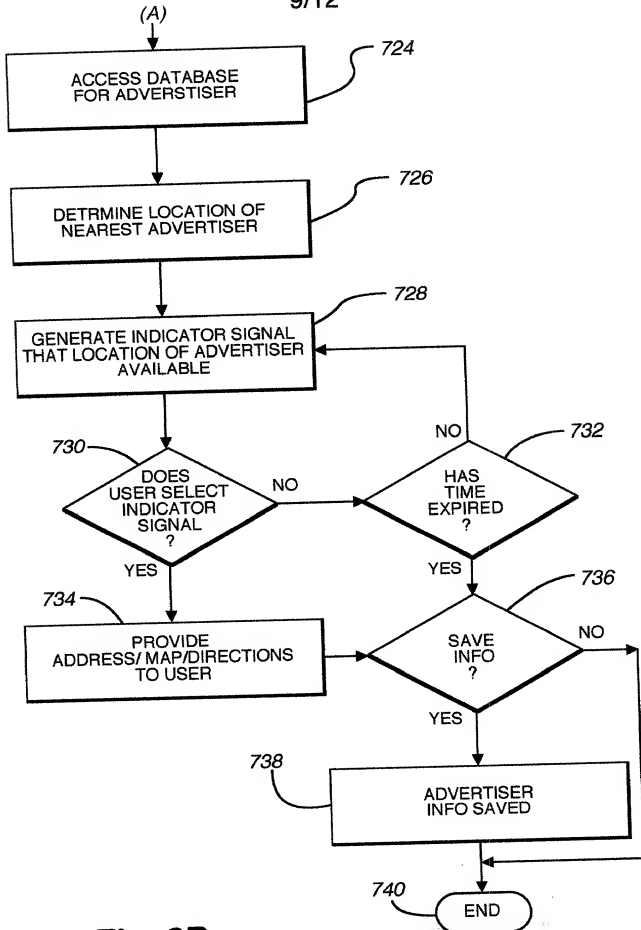 9/12
(A)
ACCESS DATABASE
FOR ADVERSTISER
724
DETRMINE LOCATION OF
NEAREST ADVERTISER
726
GENERATE INDICATOR SIGNAL
THAT LOCATION OF ADVERTISER
AVAILABLE
728
730
DOES
USER SELECT
INDICATOR
SIGNAL
?
NO
YES
NO
732
HAS
TIME
EXPIRED
?
YES
734
PROVIDE
ADDRESS/ MAP/DIRECTIONS
TO USER
736
SAVE
INFO
?
NO
YES
738
ADVERTISER
INFO SAVED
740
END